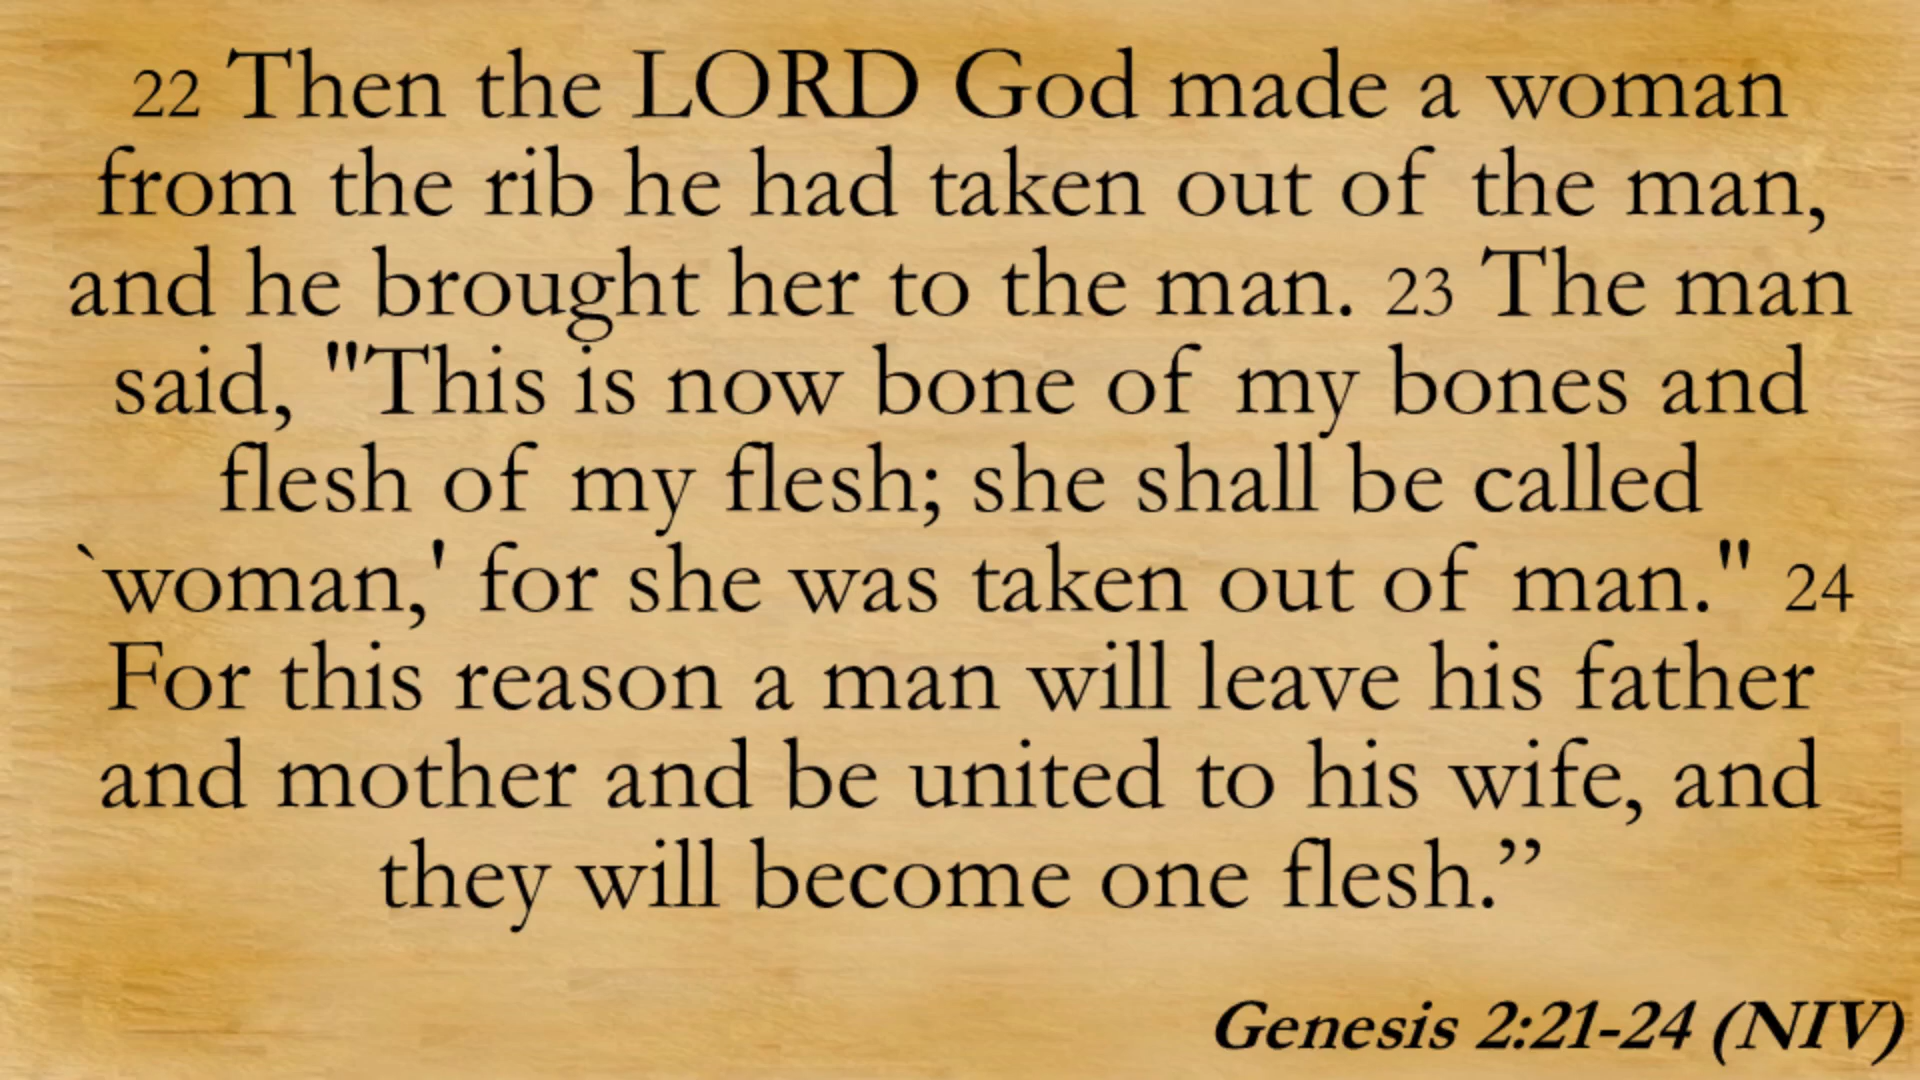 22 Then the LORD God made a woman
from the rib he had taken out of the man,
and he brought her to the man. 23 The man
said, "This is now bone of my bones and
flesh of my flesh; she shall be called
`woman,' for she was taken out of man." 24
For this reason a man will leave his father
and mother and be united to his wife, and
they will become one flesh.”
Genesis 2:21-24 (NIV)